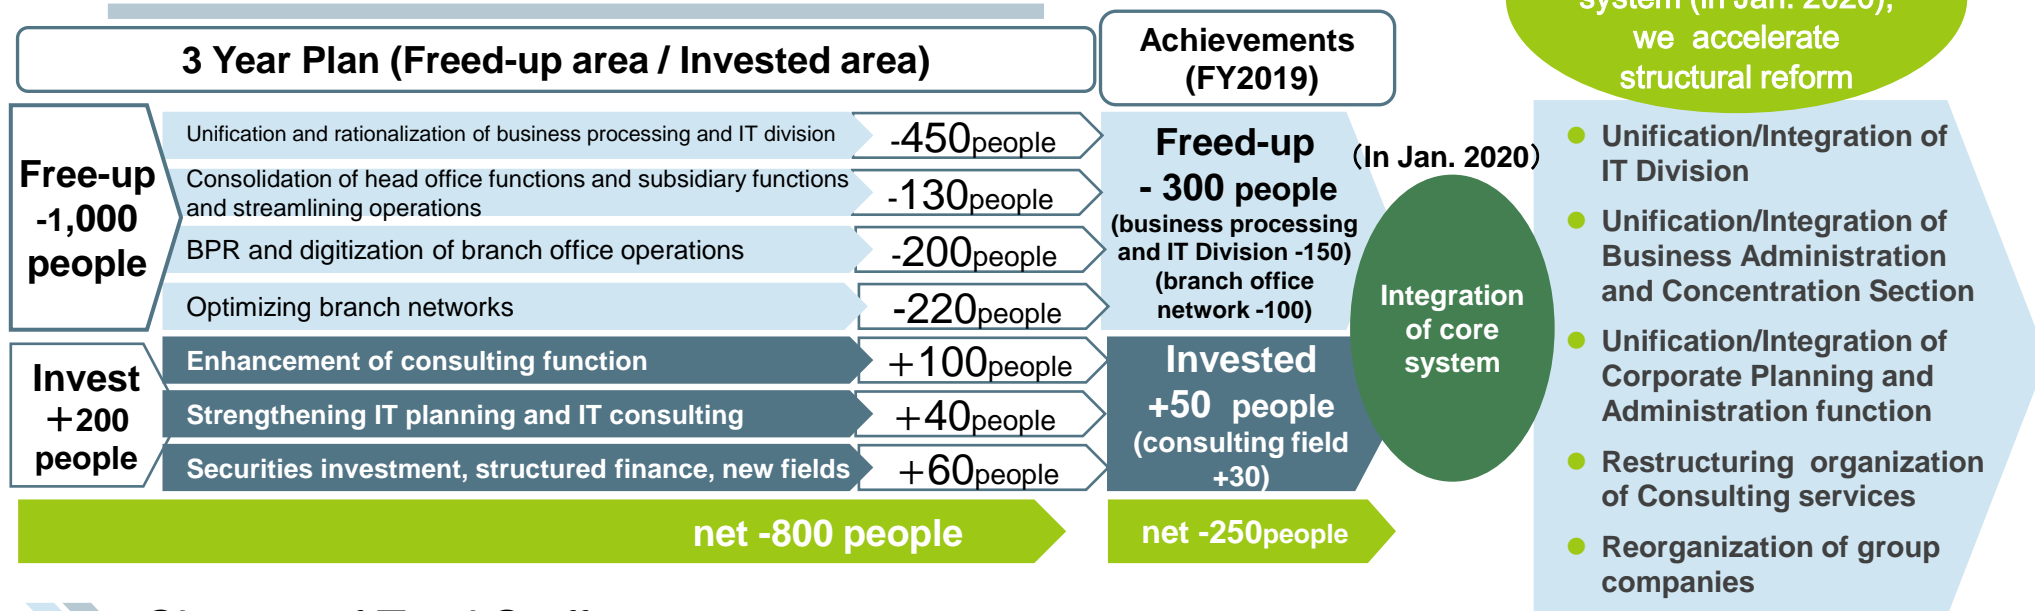 system (in Jan. 2020),
we accelerate
structural reform
3 Year Plan (Freed-up area / Invested area)
Achievements
(FY2019)
Free-up
-1,000
people
Unification and rationalization of business processing and IT division
-450people
Consolidation of head office functions and subsidiary functions
and streamlining operations
-130people
BPR and digitization of branch office operations
-200people
Optimizing branch networks
-220people
Invest
+200
people
Enhancement of consulting function
+100people
Strengthening IT planning and IT consulting
+40people
Securities investment, structured finance, new fields
+60people
net -800 people
Freed-up
- 300 people
(business processing
and IT Division -150)
(branch office
network -100)
Invested
+50 people
(consulting field
+30)
net -250people
(In Jan. 2020)
Integration
of core
system
● Unification/Integration of
IT Division
● Unification/Integration of
Business Administration
and Concentration Section
● Unification/Integration of
Corporate Planning and
Administration function
● Restructuring organization
of Consulting services
● Reorganization of group
companies